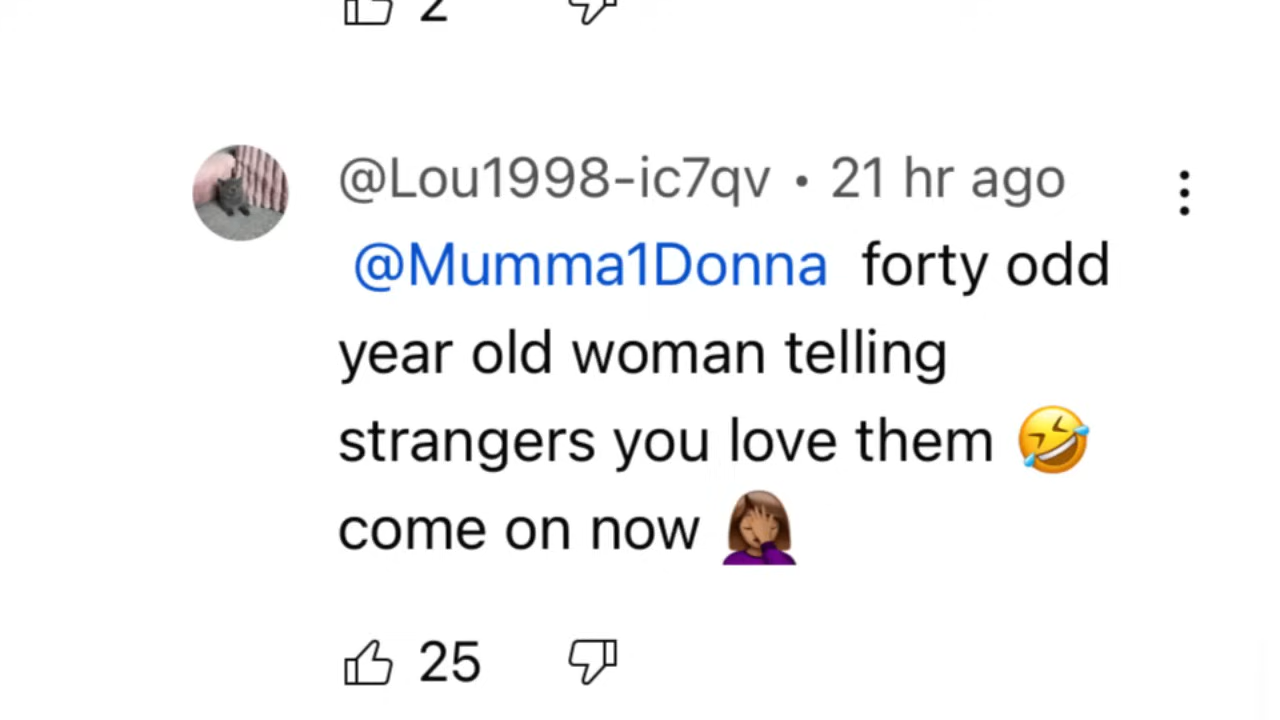 2
@Lou1998-ic7qv • 21 hr ago
@Mumma1Donna forty odd
year old woman telling
strangers you love them 🤣
come on now 🤦🏾‍♀️
25